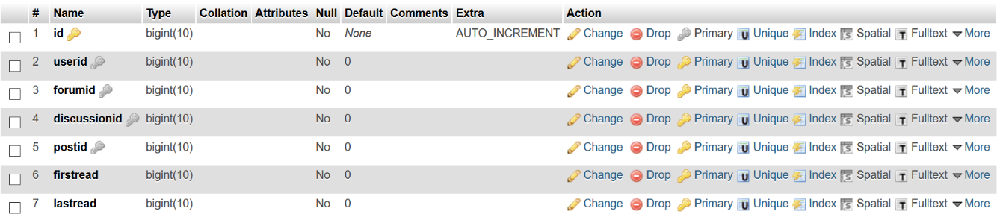 # Name Type Collation Attributes Null Default Comments Extra Action
1 id bigint(10) No None AUTO_INCREMENT Change Drop Primary Unique Index Spatial Fulltext More
2 userid bigint(10) No 0 Change Drop Primary Unique Index Spatial Fulltext More
3 forumid bigint(10) No 0 Change Drop Primary Unique Index Spatial Fulltext More
4 discussionid bigint(10) No 0 Change Drop Primary Unique Index Spatial Fulltext More
5 postid bigint(10) No 0 Change Drop Primary Unique Index Spatial Fulltext More
6 firstread bigint(10) No 0 Change Drop Primary Unique Index Spatial Fulltext More
7 lastread bigint(10) No 0 Change Drop Primary Unique Index Spatial Fulltext More